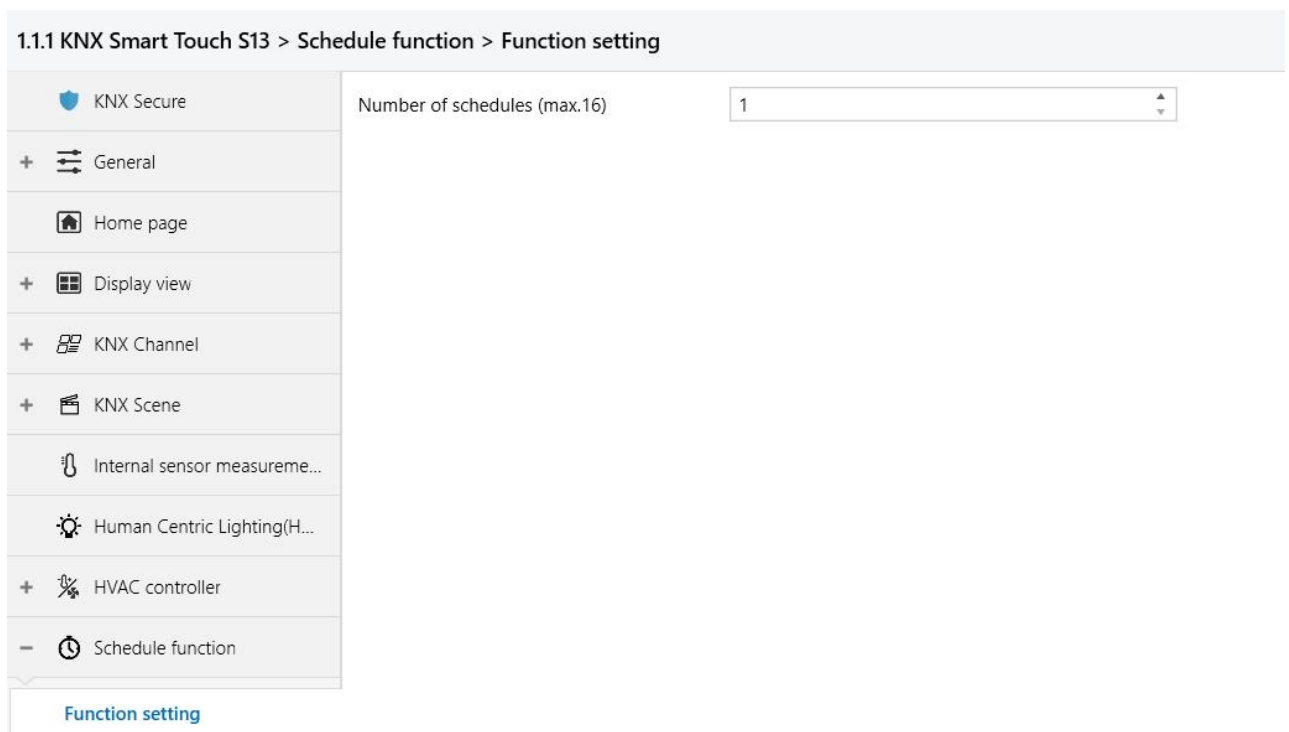 1.1.1 KNX Smart Touch S13 > Schedule function > Function setting
KNX Secure
Number of schedules (max.16)
1
+ General
Home page
+ Display view
+ KNX Channel
+ KNX Scene
Internal sensor measureme...
Human Centric Lighting(H...
+ HVAC controller
− Schedule function
Function setting